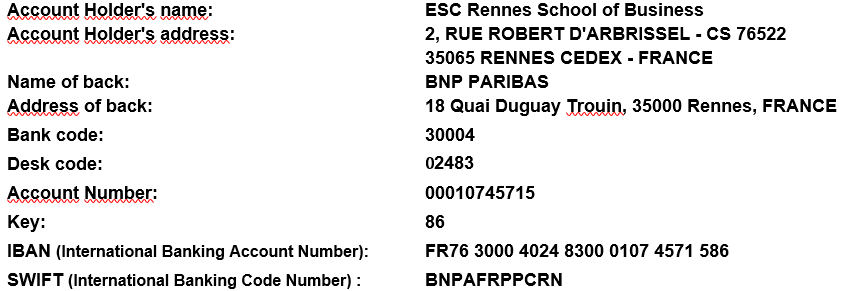 Account Holder's name: ESC Rennes School of Business
Account Holder's address: 2, RUE ROBERT D'ARBRISSEL - CS 76522
35065 RENNES CEDEX - FRANCE
Name of back: BNP PARIBAS
Address of back: 18 Quai Duguay Trouin, 35000 Rennes, FRANCE
Bank code: 30004
Desk code: 02483
Account Number: 00010745715
Key: 86
IBAN (International Banking Account Number): FR76 3000 4024 8300 0107 4571 586
SWIFT (International Banking Code Number) : BNPAFRPPCRN